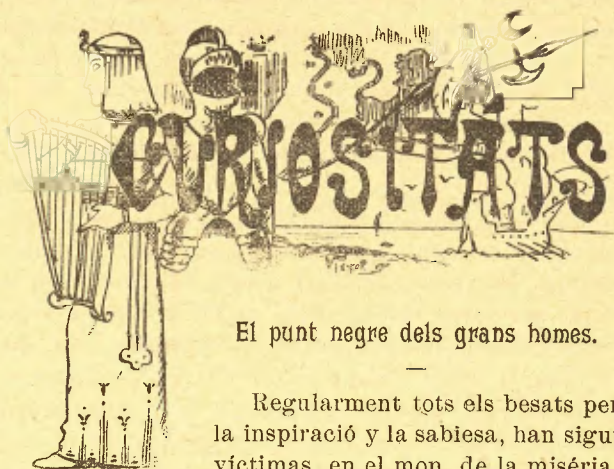 CURIOSITATS
El punt negre dels grans homes.
Regularment tots els besats per
la inspiració y la sabiesa, han sigut
víctimas, en el mon, de la miséria